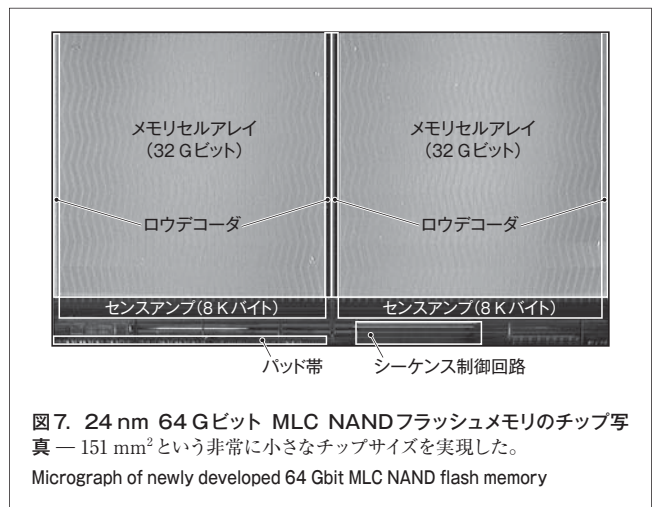 メモリセルアレイ
(32 Gビット)
メモリセルアレイ
(32 Gビット)
ロウデコーダ
ロウデコーダ
センスアンプ(8 Kバイト)
センスアンプ(8 Kバイト)
パッド帯
シーケンス制御回路
図7. 24 nm 64 Gビット MLC NANDフラッシュメモリのチップ写
真 — 151 mm²という非常に小さなチップサイズを実現した。
Micrograph of newly developed 64 Gbit MLC NAND flash memory